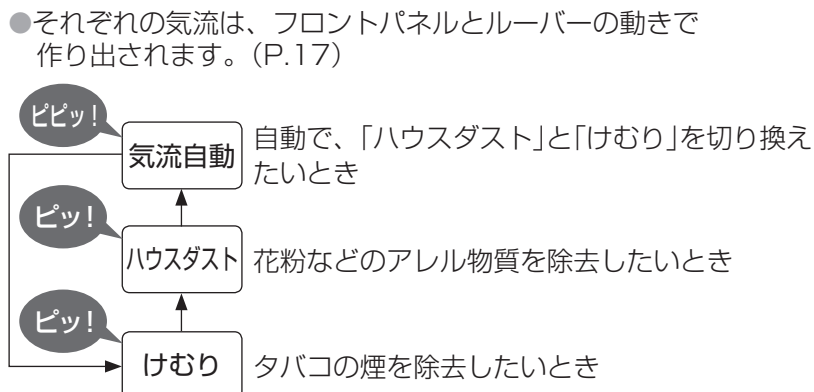 ●それぞれの気流は、フロントパネルとルーバーの動きで
作り出されます。（P.17）
ピピッ！
気流自動
自動で、「ハウスダスト」と「けむり」を切り換え
たいとき
ピッ！
ハウスダスト
花粉などのアレル物質を除去したいとき
ピッ！
けむり
タバコの煙を除去したいとき